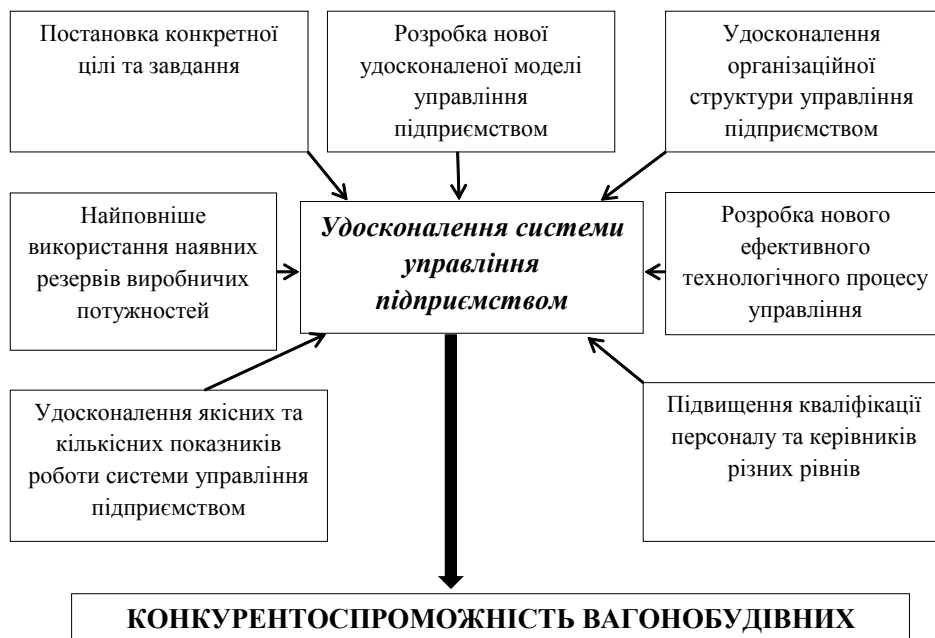 Постановка конкретної
цілі та завдання
Розробка нової
удосконаленої моделі
управління
підприємством
Удосконалення
організаційної
структури управління
підприємством
Найповніше
використання наявних
резервів виробничих
потужностей
Удосконалення системи
управління
підприємством
Розробка нового
ефективного
технологічного процесу
управління
Удосконалення якісних та
кількісних показників
роботи системи управління
підприємством
Підвищення кваліфікації
персоналу та керівників
різних рівнів
КОНКУРЕНТОСПРОМОЖНІСТЬ ВАГОНОБУДІВНИХ